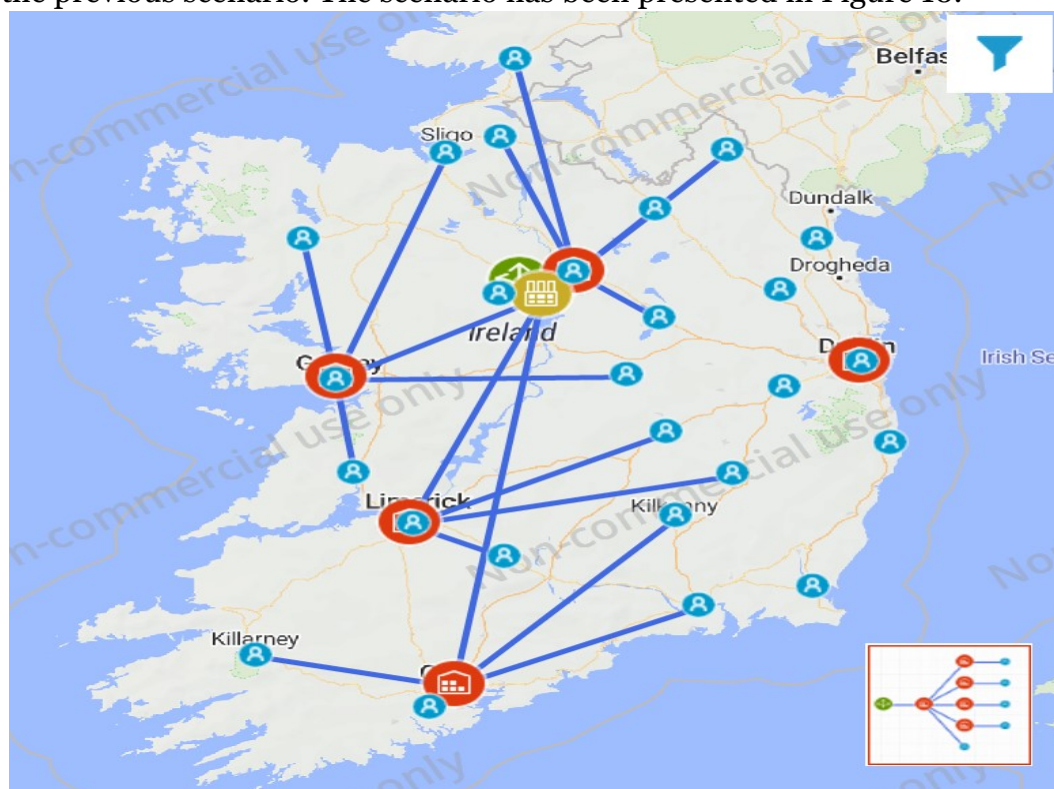 the previous scenario. The scenario has been presented in Figure 18.
Non-commercial use only
Belfas
Sligo
Dundalk
Drogheda
Ireland
Irish Se
Limerick
Kilkenny
Killarney